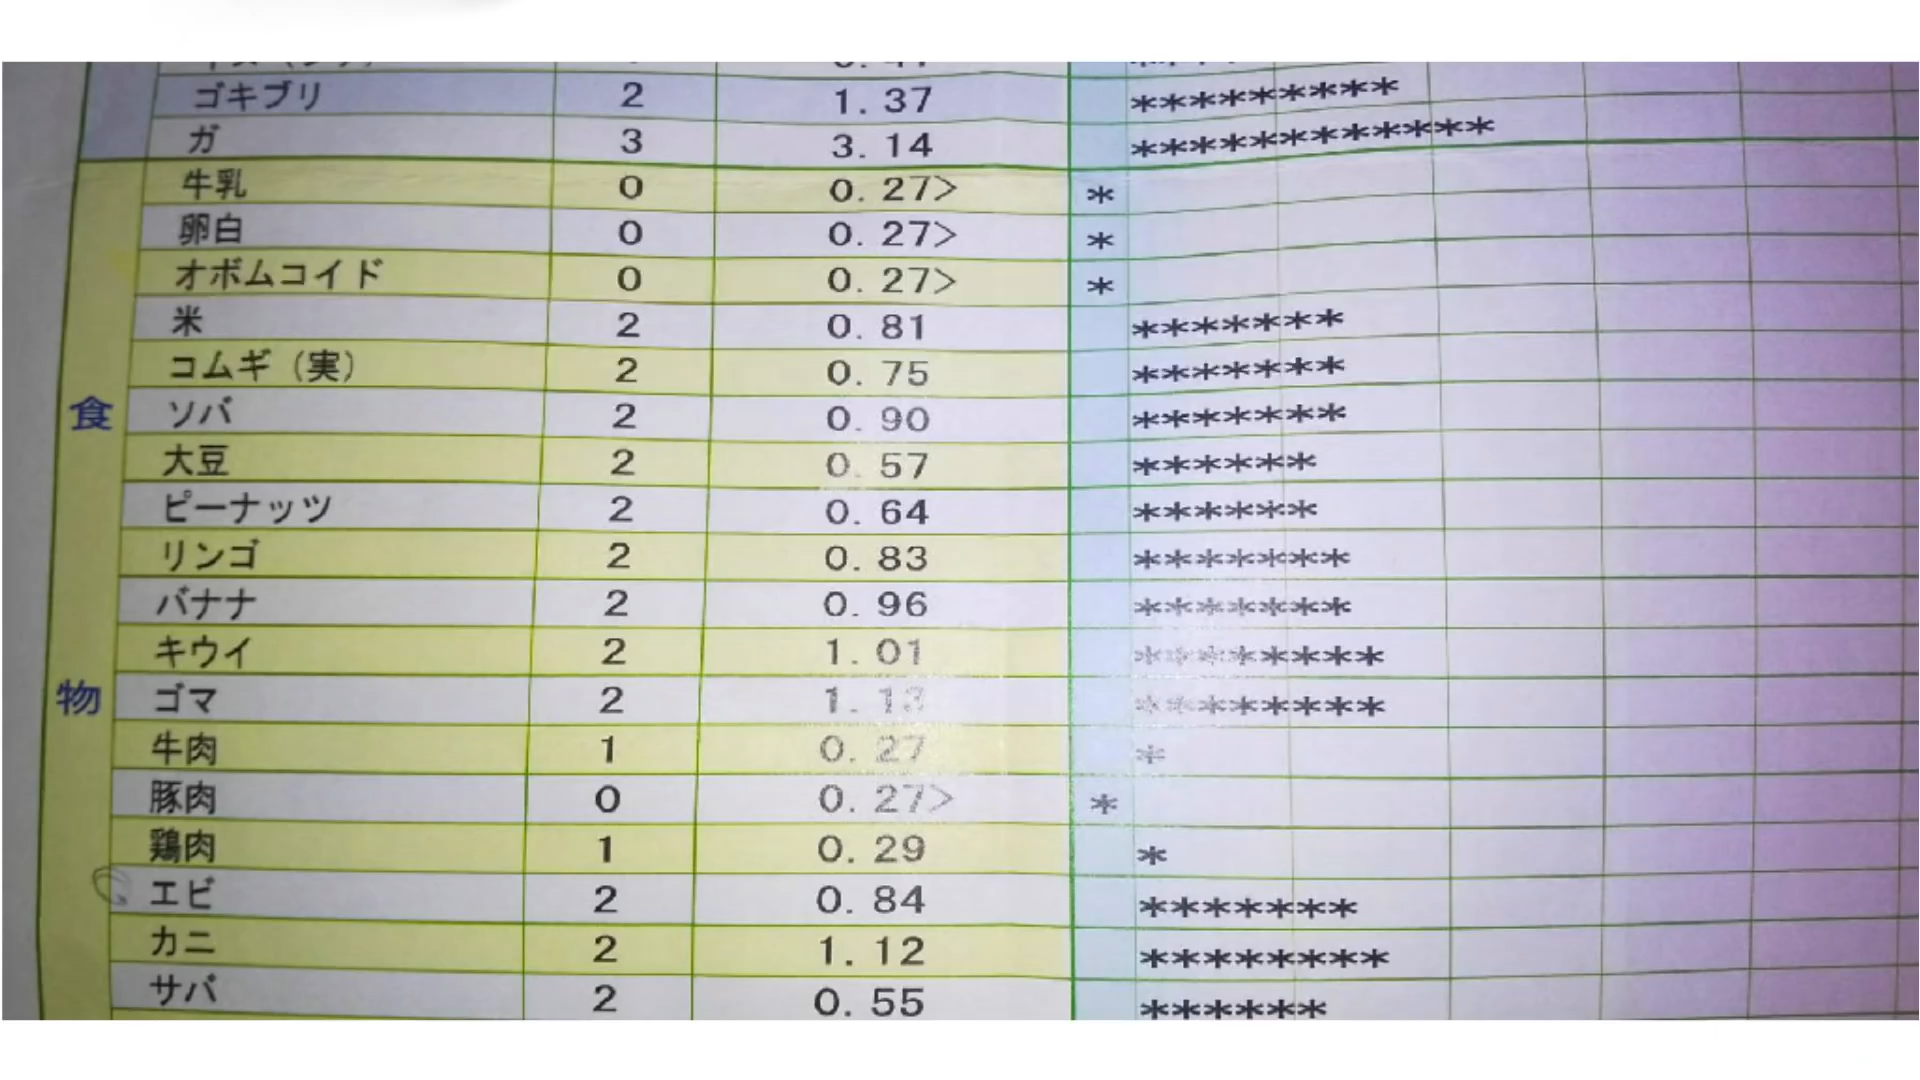 ゴキブリ 2 1.37 *********
ガ 3 3.14 ************
牛乳 0 0.27> *
卵白 0 0.27> *
オボムコイド 0 0.27> *
米 2 0.81 *******
コムギ（実） 2 0.75 *******
食
ソバ 2 0.90 *******
大豆 2 0.57 ******
ピーナッツ 2 0.64 ******
リンゴ 2 0.83 *******
バナナ 2 0.96 *******
キウイ 2 1.01 ********
物
ゴマ 2 1.13 ********
牛肉 1 0.27 *
豚肉 0 0.27> *
鶏肉 1 0.29 *
エビ 2 0.84 *******
カニ 2 1.12 ********
サバ 2 0.55 ******